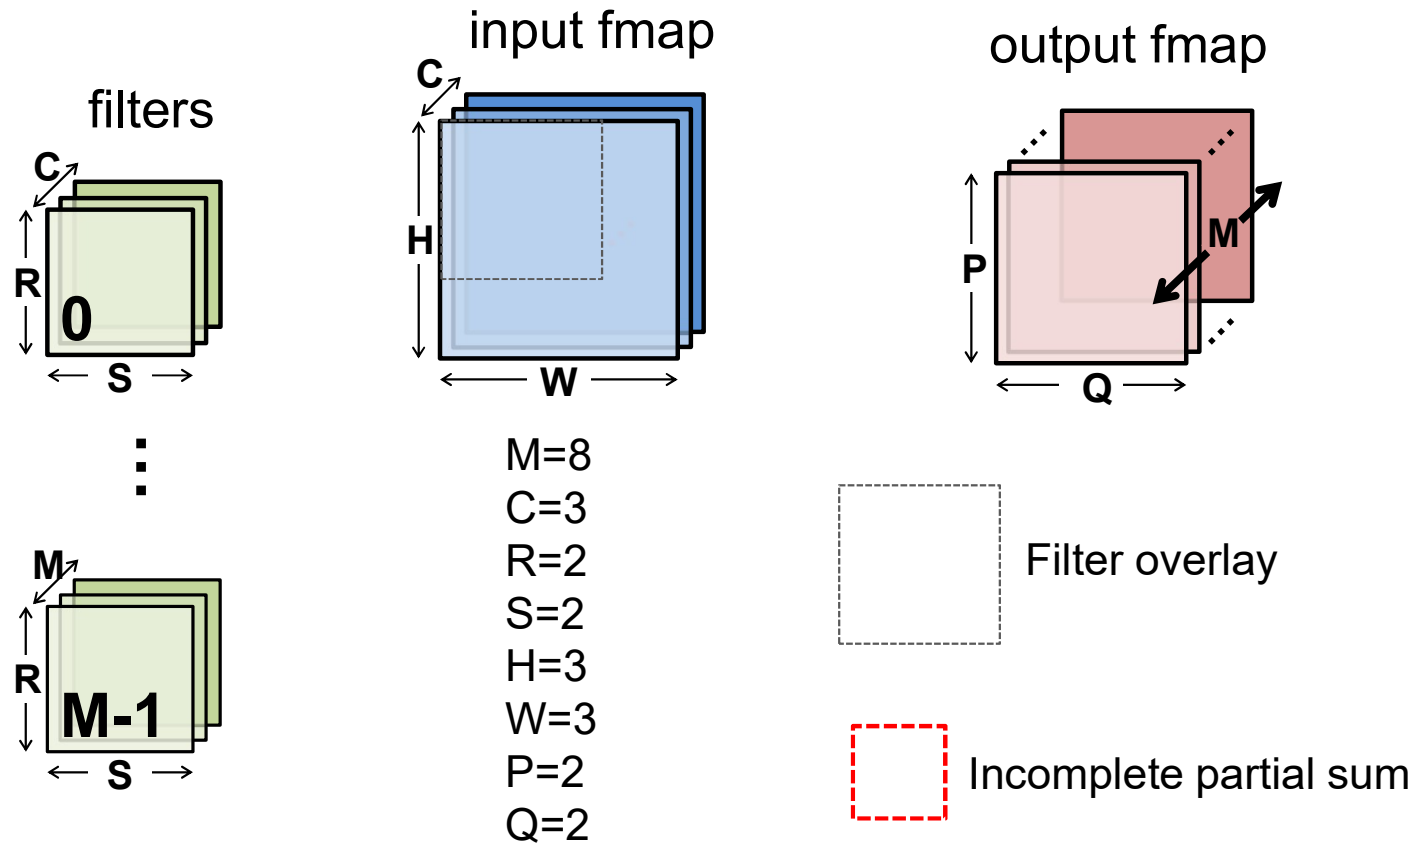 filters
C
R
0
S
M
R
M-1
S
input fmap
C
H
W
M=8
C=3
R=2
S=2
H=3
W=3
P=2
Q=2
output fmap
P
M
Q
Filter overlay
Incomplete partial sum